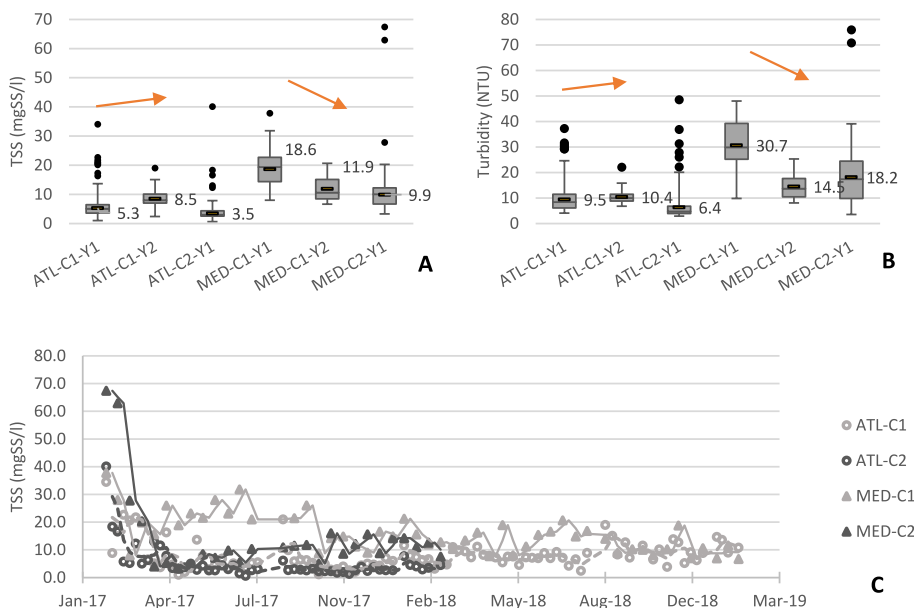 TSS (mgSS/l)
70
60
50
40
30
20
10
0
5.3
8.5
3.5
18.6
11.9
9.9
ATL-C1-Y1
ATL-C1-Y2
ATL-C2-Y1
MED-C1-Y1
MED-C1-Y2
MED-C2-Y1
A
Turbidity (NTU)
80
70
60
50
40
30
20
10
0
9.5
10.4
6.4
30.7
14.5
18.2
ATL-C1-Y1
ATL-C1-Y2
ATL-C2-Y1
MED-C1-Y1
MED-C1-Y2
MED-C2-Y1
B
TSS (mgSS/l)
80.0
70.0
60.0
50.0
40.0
30.0
20.0
10.0
0.0
Jan-17 Apr-17 Jul-17 Nov-17 Feb-18 May-18 Aug-18 Dec-18 Mar-19
ATL-C1
ATL-C2
MED-C1
MED-C2
C